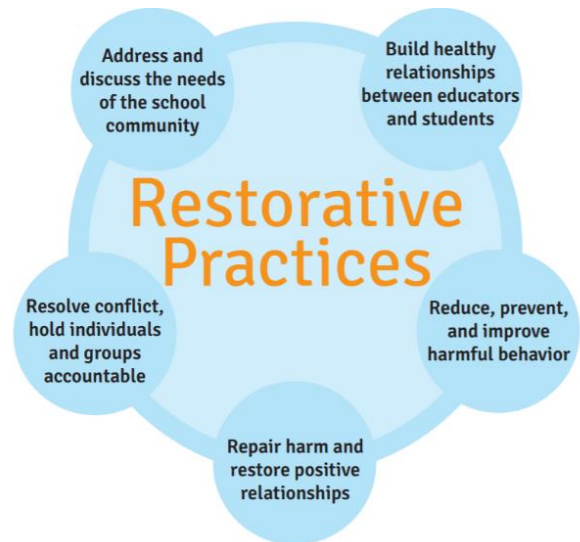 Address and
discuss the needs
of the school
community
Build healthy
relationships
between educators
and students
Restorative
Practices
Resolve conflict,
hold individuals
and groups
accountable
Reduce, prevent,
and improve
harmful behavior
Repair harm and
restore positive
relationships